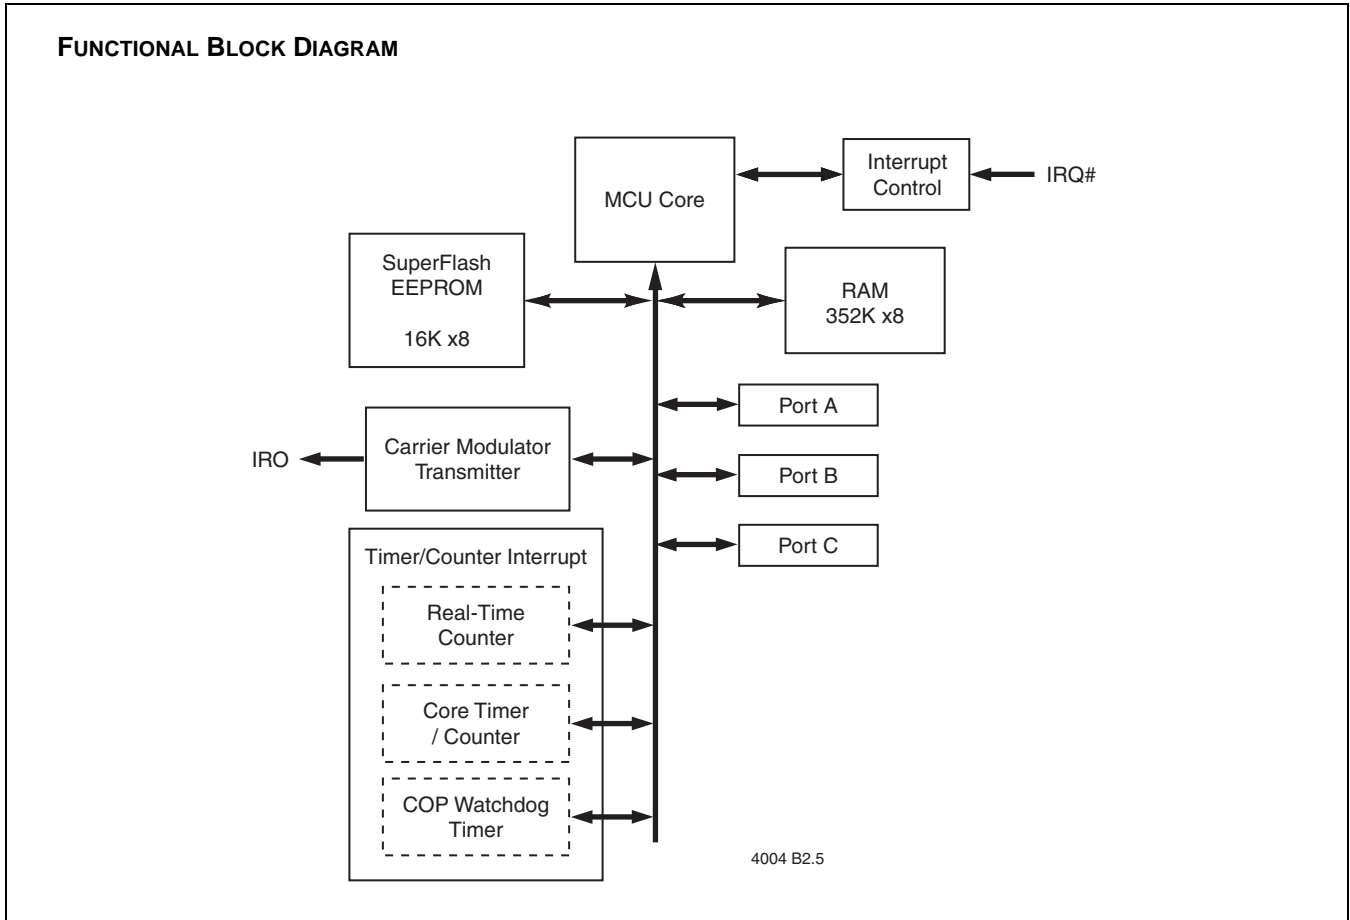 FUNCTIONAL BLOCK DIAGRAM
MCU Core
Interrupt
Control
IRQ#
SuperFlash
EEPROM
16K x8
RAM
352K x8
Port A
Carrier Modulator
Transmitter
IRO
Port B
Port C
Timer/Counter Interrupt
Real-Time
Counter
Core Timer
/ Counter
COP Watchdog
Timer
4004 B2.5